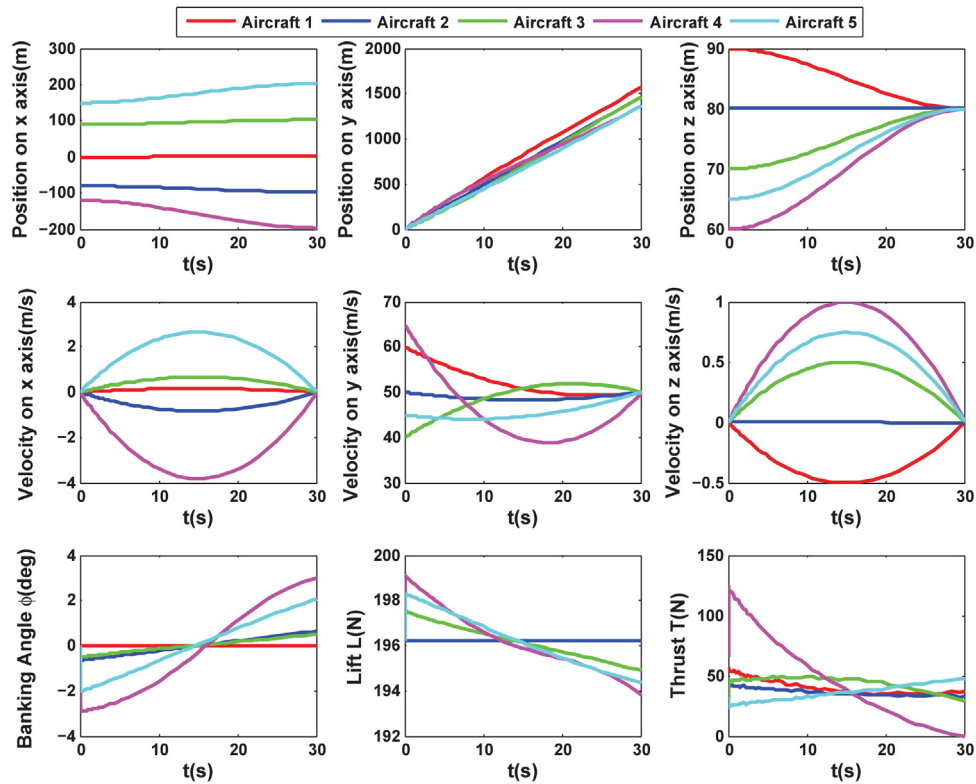 Aircraft 1 Aircraft 2 Aircraft 3 Aircraft 4 Aircraft 5
Position on x axis(m)
300
200
100
0
−100
−200
0 10 20 30
t(s)
Position on y axis(m)
2000
1500
1000
500
0
0 10 20 30
t(s)
Position on z axis(m)
90
80
70
60
0 10 20 30
t(s)
Velocity on x axis(m/s)
4
2
0
−2
−4
0 10 20 30
t(s)
Velocity on y axis(m/s)
70
60
50
40
30
0 10 20 30
t(s)
Velocity on z axis(m/s)
1
0.5
0
−0.5
0 10 20 30
t(s)
Banking Angle ϕ(deg)
4
2
0
−2
−4
0 10 20 30
t(s)
Lift L(N)
200
198
196
194
192
0 10 20 30
t(s)
Thrust T(N)
150
100
50
0
0 10 20 30
t(s)